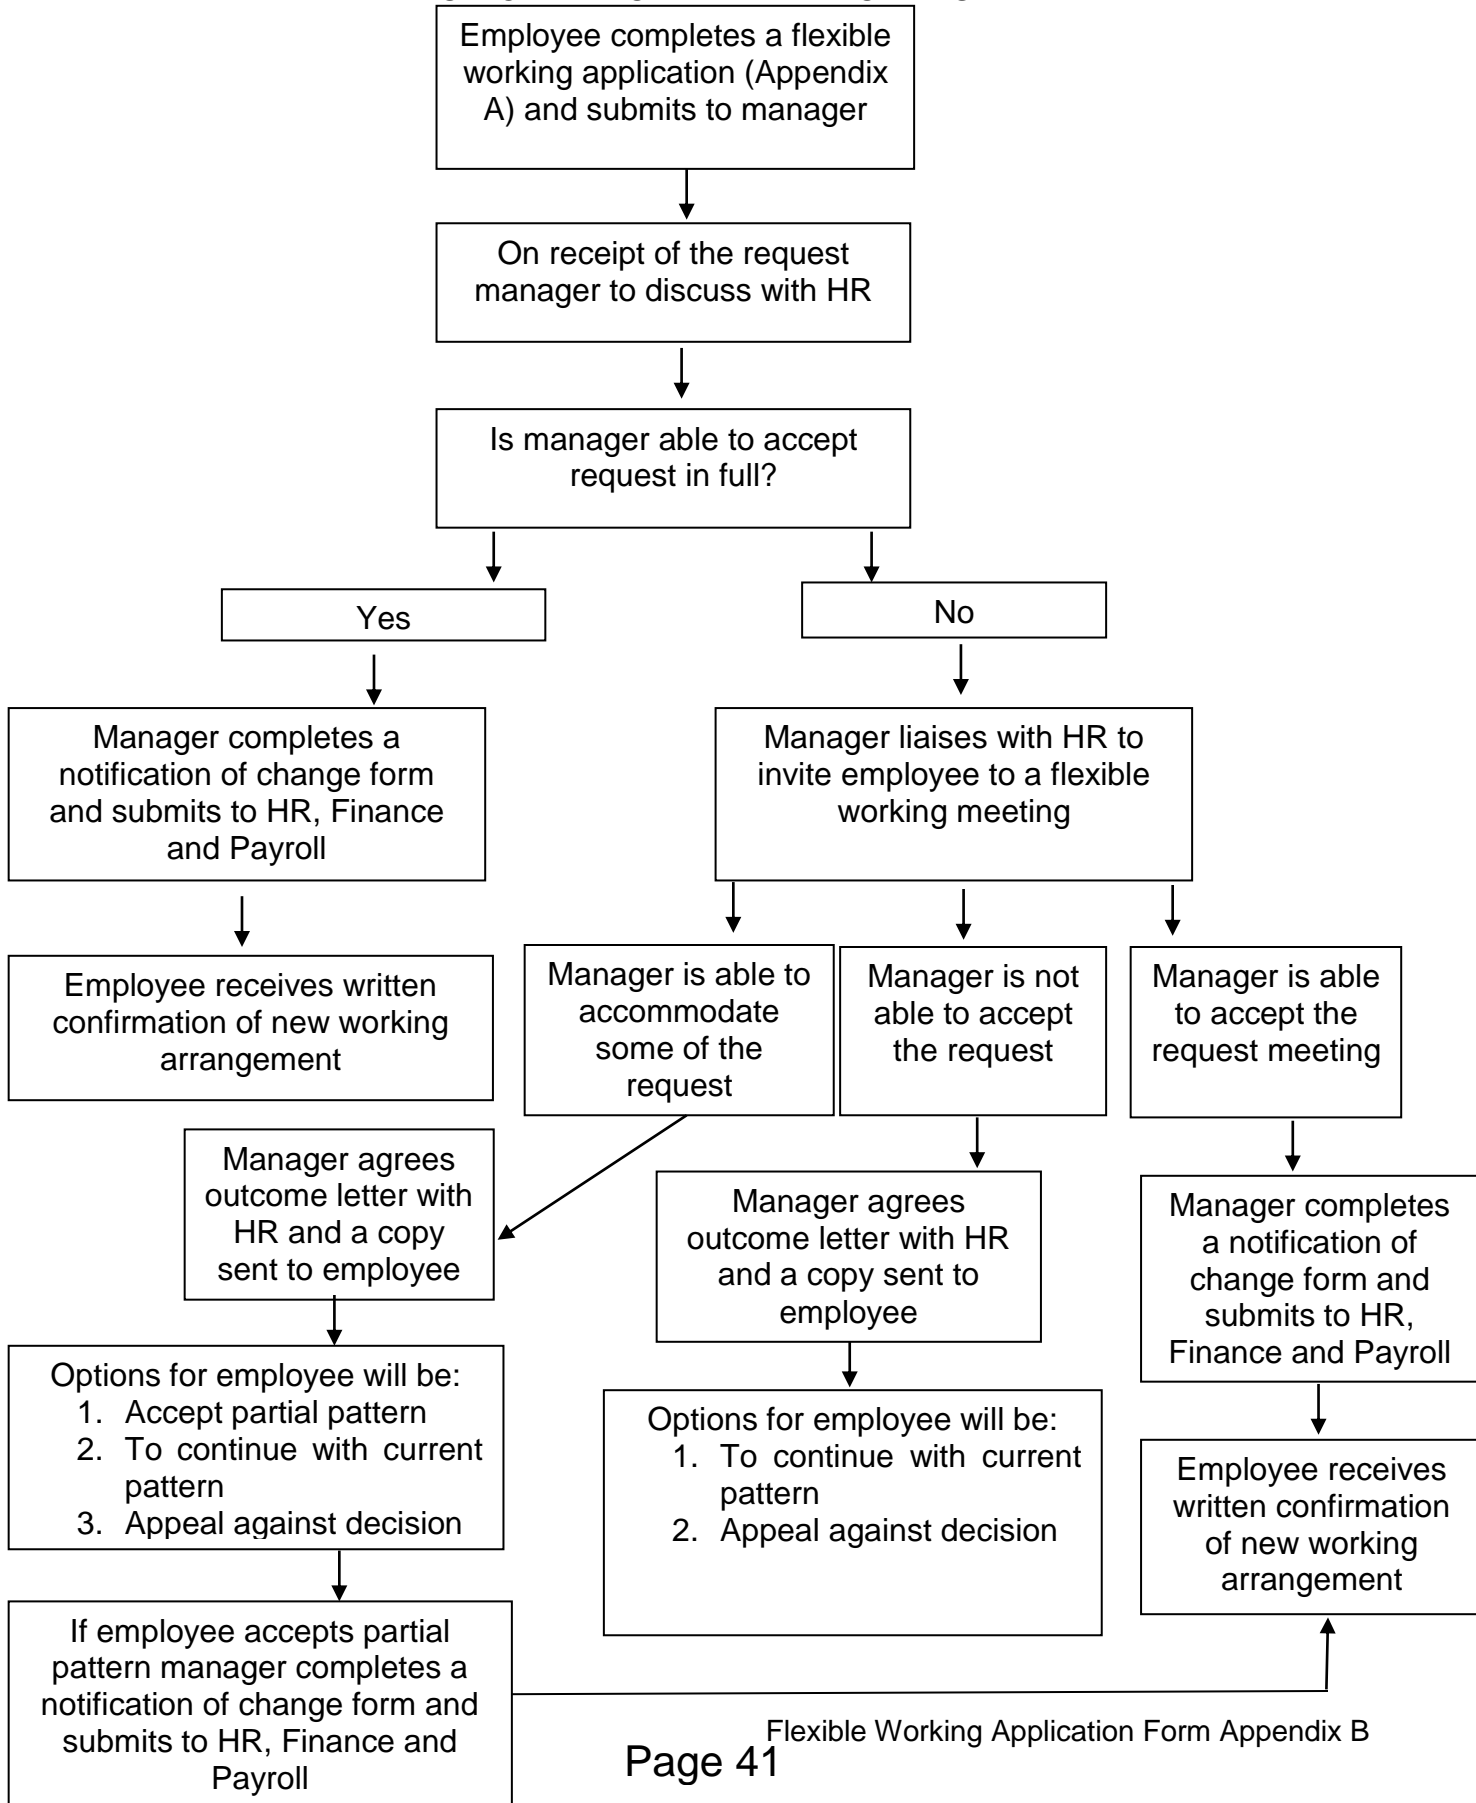 Employee completes a flexible
working application (Appendix
A) and submits to manager
On receipt of the request
manager to discuss with HR
Is manager able to accept
request in full?
Yes
No
Manager completes a
notification of change form
and submits to HR, Finance
and Payroll
Manager liaises with HR to
invite employee to a flexible
working meeting
Employee receives written
confirmation of new working
arrangement
Manager is able to
accommodate
some of the
request
Manager is not
able to accept
the request
Manager is able
to accept the
request meeting
Manager agrees
outcome letter with
HR and a copy
sent to employee
Manager agrees
outcome letter with HR
and a copy sent to
employee
Manager completes
a notification of
change form and
submits to HR,
Finance and Payroll
Options for employee will be:
1. Accept partial pattern
2. To continue with current
pattern
3. Appeal against decision
Options for employee will be:
1. To continue with current
pattern
2. Appeal against decision
Employee receives
written confirmation
of new working
arrangement
If employee accepts partial
pattern manager completes a
notification of change form and
submits to HR, Finance and
Payroll
Flexible Working Application Form Appendix B
Page 41